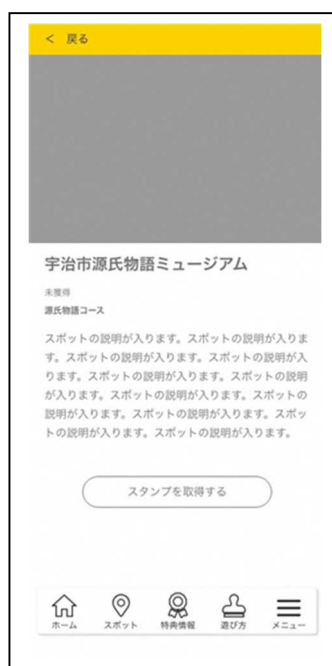 < 戻る
宇治市源氏物語ミュージアム
未獲得
源氏物語コース
スポットの説明が入ります。スポットの説明が入りま
す。スポットの説明が入ります。スポットの説明が入
ります。スポットの説明が入ります。スポットの説明
が入ります。スポットの説明が入ります。スポットの
説明が入ります。スポットの説明が入ります。スポッ
トの説明が入ります。スポットの説明が入ります。
スタンプを取得する
ホーム スポット 特典情報 遊び方 メニュー